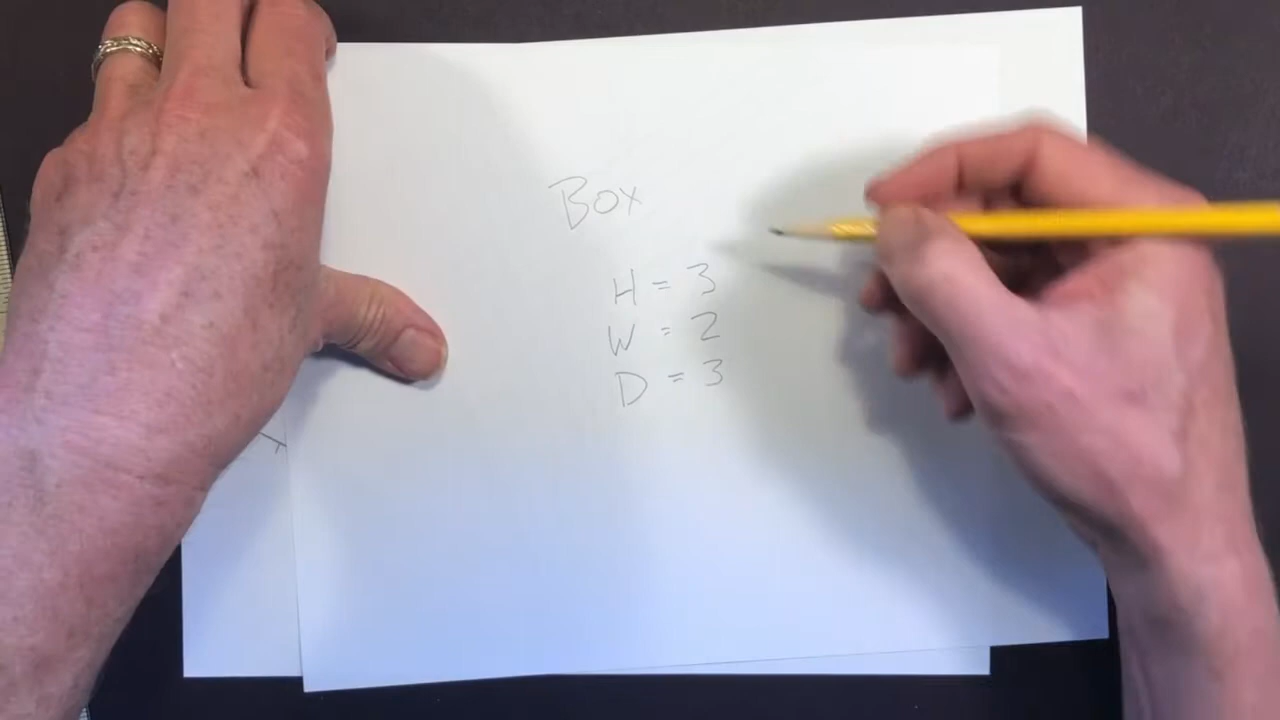 Box
H = 3
W = 2
D = 3